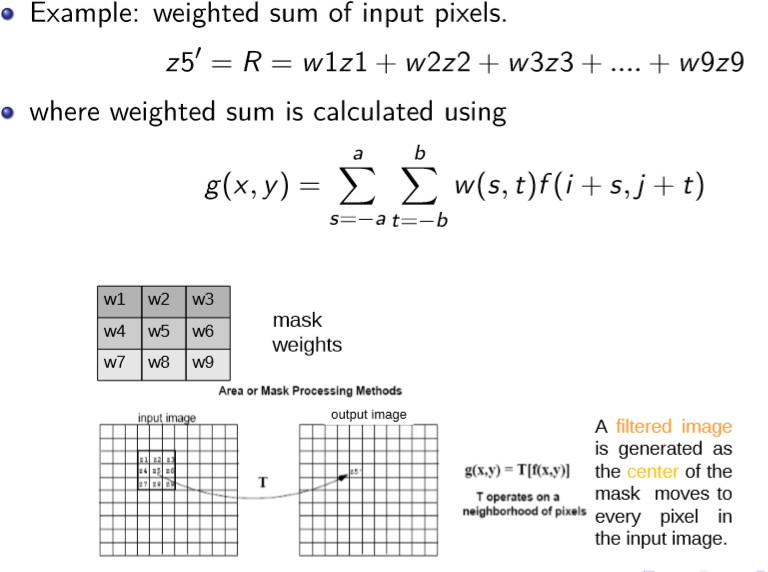 Example: weighted sum of input pixels.
z5′ = R = w1z1 + w2z2 + w3z3 + .... + w9z9
where weighted sum is calculated using
a b
g(x, y) = ∑ ∑ w(s, t)f(i + s, j + t)
s=−a t=−b
w1 w2 w3
w4 w5 w6
w7 w8 w9
mask
weights
Area or Mask Processing Methods
input image
output image
z1 z2 z3
z4 z5 z6
z7 z8 z9
T
z5'
g(x,y) = T[f(x,y)]
T operates on a
neighborhood of pixels
A filtered image
is generated as
the center of the
mask moves to
every pixel in
the input image.